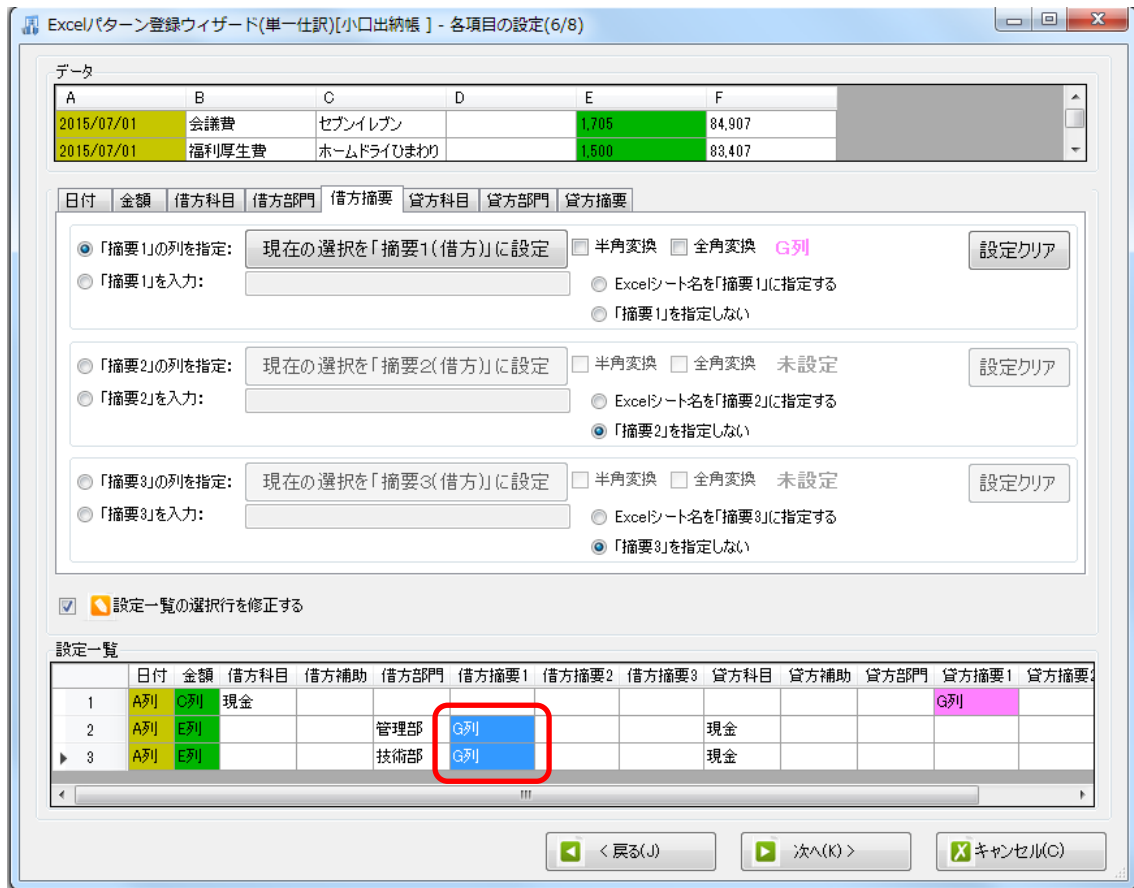 Excelパターン登録ウィザード(単一仕訳)[小口出納帳 ] - 各項目の設定(6/8)
データ
A B C D E F
2015/07/01 会議費 セブンイレブン 1,705 84,907
2015/07/01 福利厚生費 ホームドライひまわり 1,500 83,407
日付 金額 借方科目 借方部門 借方摘要 貸方科目 貸方部門 貸方摘要
「摘要1」の列を指定: 現在の選択を「摘要1(借方)」に設定 半角変換 全角変換 G列 設定クリア
「摘要1」を入力: Excelシート名を「摘要1」に指定する
「摘要1」を指定しない
「摘要2」の列を指定: 現在の選択を「摘要2(借方)」に設定 半角変換 全角変換 未設定 設定クリア
「摘要2」を入力: Excelシート名を「摘要2」に指定する
「摘要2」を指定しない
「摘要3」の列を指定: 現在の選択を「摘要3(借方)」に設定 半角変換 全角変換 未設定 設定クリア
「摘要3」を入力: Excelシート名を「摘要3」に指定する
「摘要3」を指定しない
設定一覧の選択行を修正する
設定一覧
日付 金額 借方科目 借方補助 借方部門 借方摘要1 借方摘要2 借方摘要3 貸方科目 貸方補助 貸方部門 貸方摘要1 貸方摘要2
1 A列 C列 現金 G列
2 A列 E列 管理部 G列 現金
3 A列 E列 技術部 G列 現金
< 戻る(J) 次へ(K) > キャンセル(C)